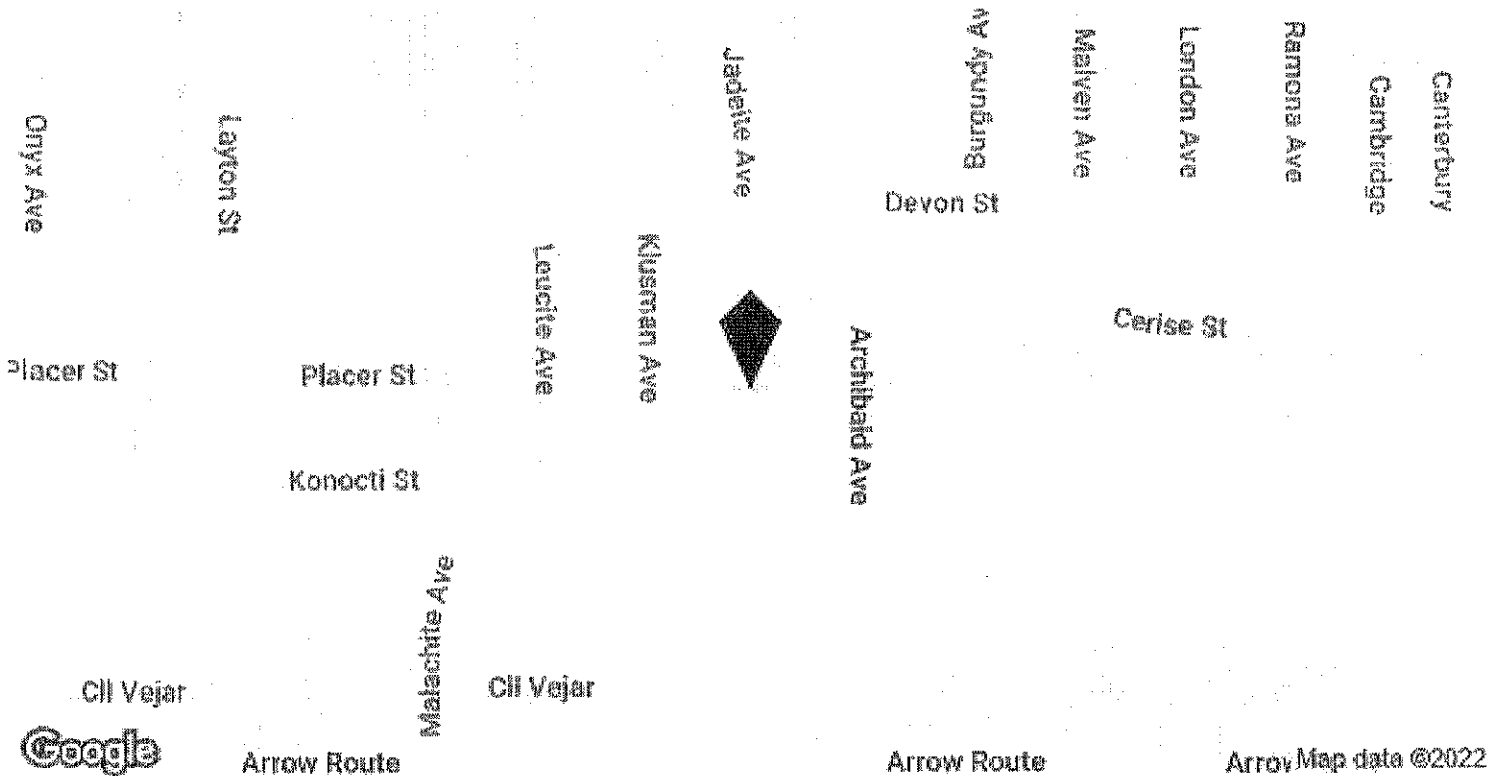 Onyx Ave
Layton St
Jadeite Ave
Burgundy Av
Malven Ave
London Ave
Ramona Ave
Cambridge
Canterbury
Devon St
Leucite Ave
Klusman Ave
Cerise St
Placer St
Placer St
Archibald Ave
Konocti St
Malachite Ave
Cll Vejar
Cll Vejar
Google
Arrow Route
Arrow Route
Arrov
Map data ©2022